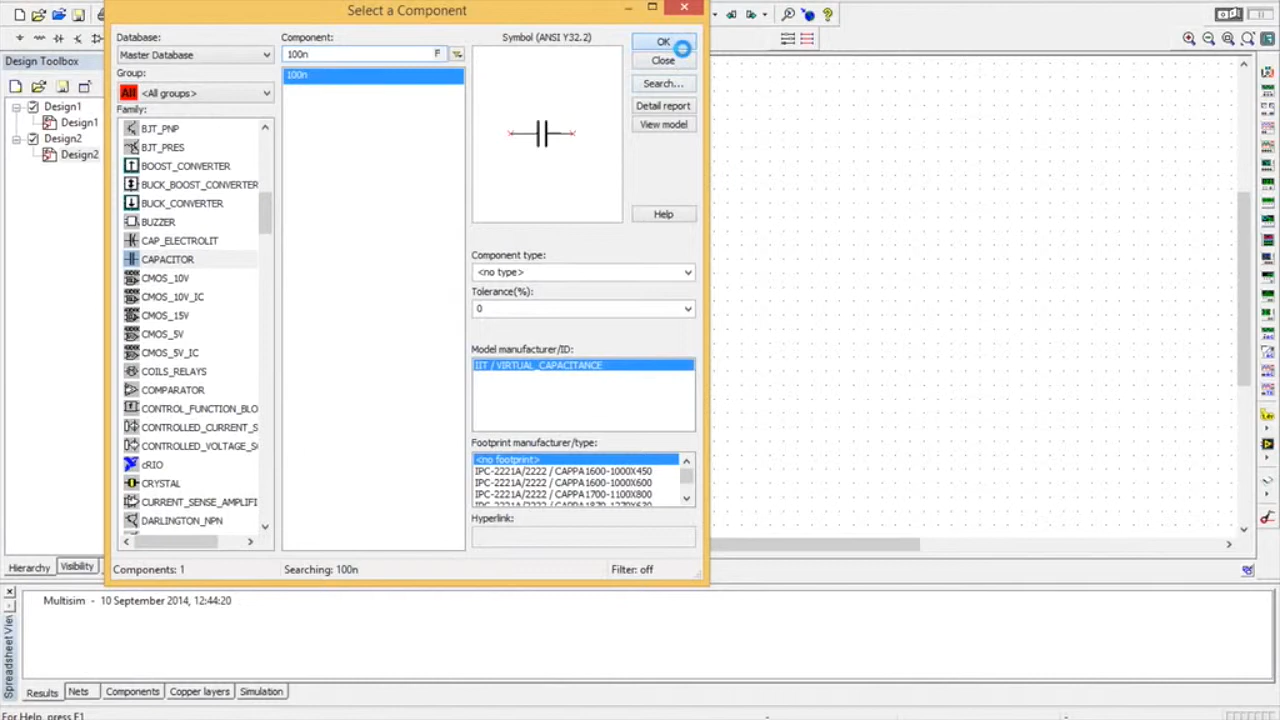 Select a Component
Database:
Master Database
Group:
All <All groups>
Family:
BJT_PNP
BJT_PRES
BOOST_CONVERTER
BUCK_BOOST_CONVERTER
BUCK_CONVERTER
BUZZER
CAP_ELECTROLIT
CAPACITOR
CMOS_10V
CMOS_10V_IC
CMOS_15V
CMOS_5V
CMOS_5V_IC
COILS_RELAYS
COMPARATOR
CONTROL_FUNCTION_BLO
CONTROLLED_CURRENT_S
CONTROLLED_VOLTAGE_SO
cRIO
CRYSTAL
CURRENT_SENSE_AMPLIFI
DARLINGTON_NPN
Component:
100n
100n
Symbol (ANSI Y32.2)
OK
Close
Search...
Detail report
View model
Help
Component type:
<no type>
Tolerance(%):
0
Model manufacturer/ID:
IIT / VIRTUAL_CAPACITANCE
Footprint manufacturer/type:
<no footprint>
IPC-2221A/2222 / CAPPA1600-1000X450
IPC-2221A/2222 / CAPPA1600-1000X600
IPC-2221A/2222 / CAPPA1700-1100X800
Hyperlink:
Components: 1
Searching: 100n
Filter: off
Design Toolbox
Design1
Design1
Design2
Design2
Hierarchy
Visibility
Spreadsheet View
Multisim - 10 September 2014, 12:44:20
Results
Nets
Components
Copper layers
Simulation
For Help, press F1